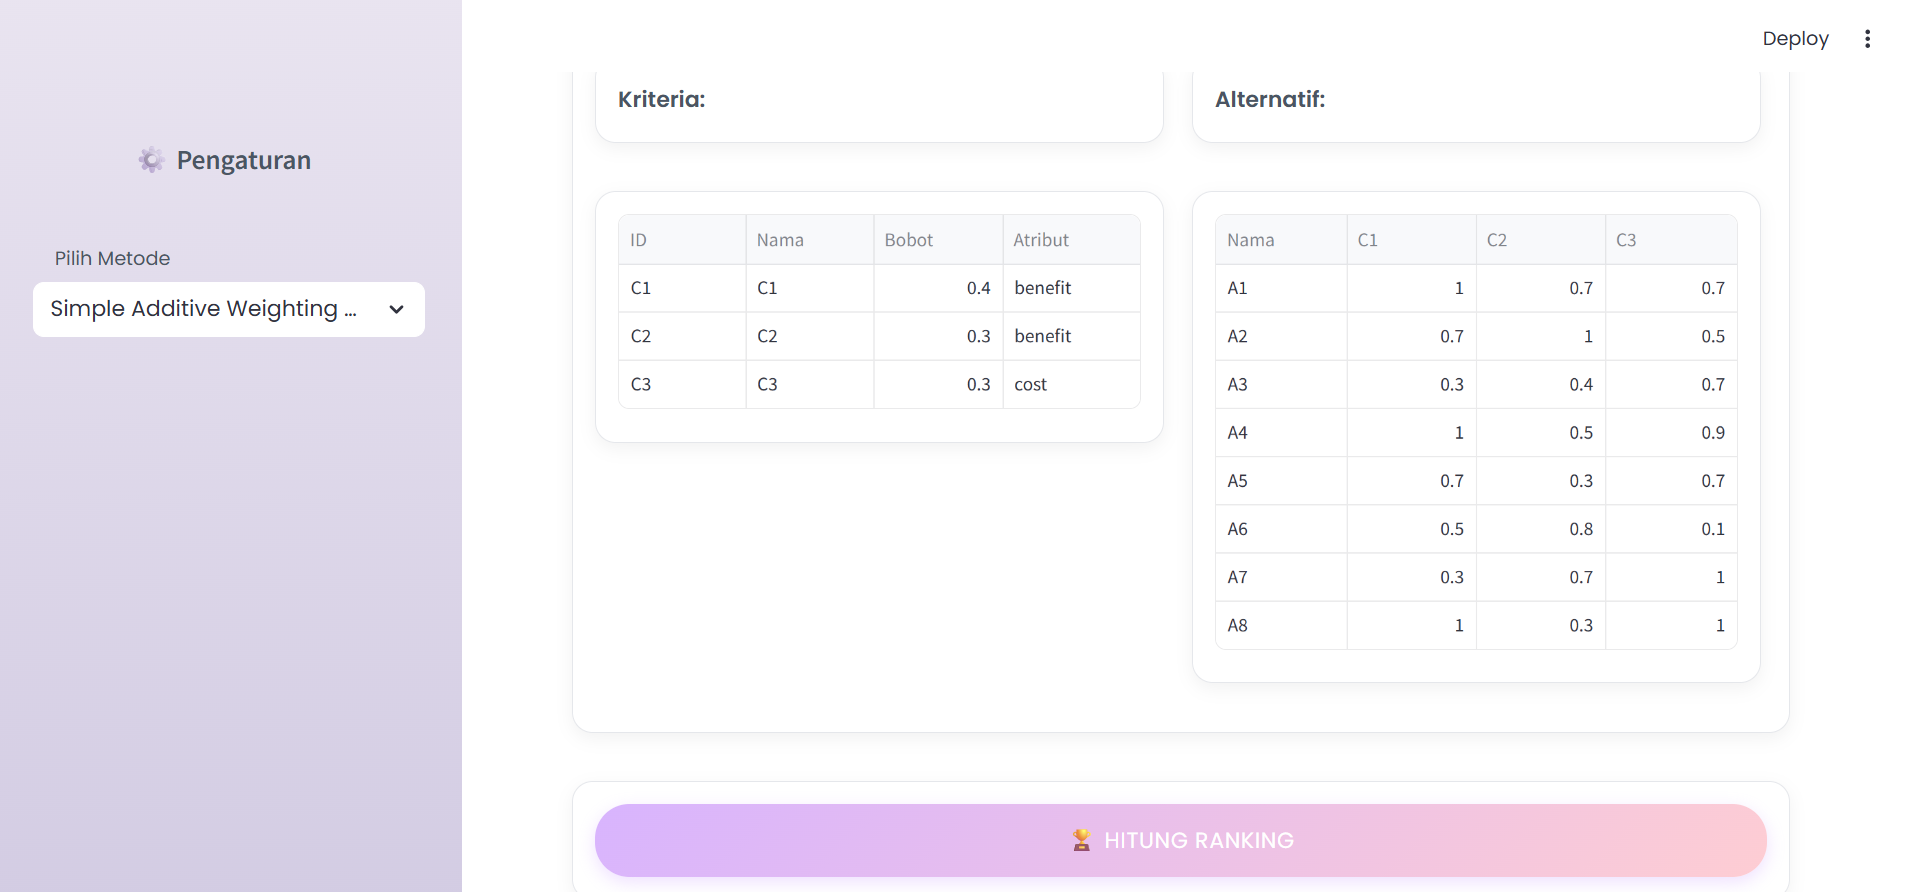 Deploy
Pengaturan
Pilih Metode
Simple Additive Weighting ...
Kriteria:
ID Nama Bobot Atribut
C1 C1 0.4 benefit
C2 C2 0.3 benefit
C3 C3 0.3 cost
Alternatif:
Nama C1 C2 C3
A1 1 0.7 0.7
A2 0.7 1 0.5
A3 0.3 0.4 0.7
A4 1 0.5 0.9
A5 0.7 0.3 0.7
A6 0.5 0.8 0.1
A7 0.3 0.7 1
A8 1 0.3 1
HITUNG RANKING